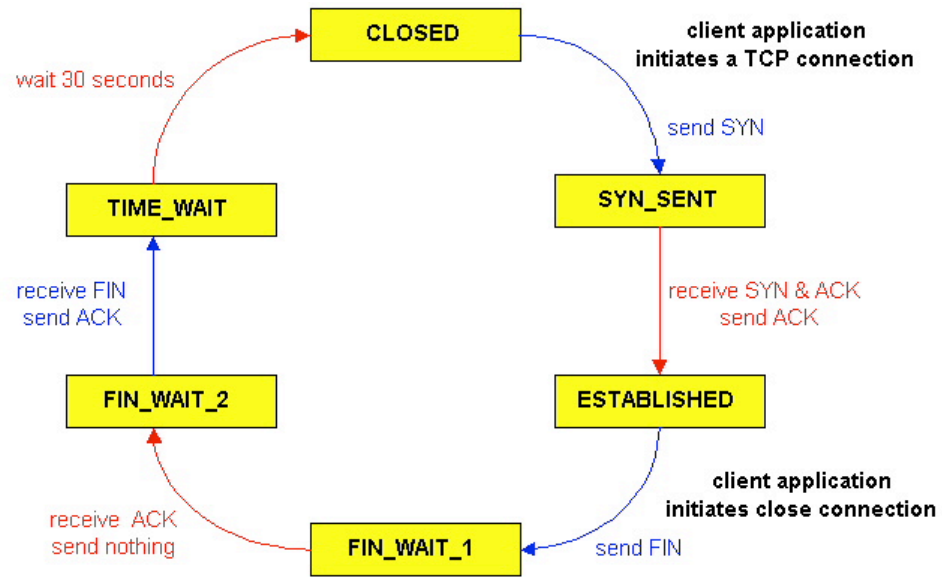 CLOSED
client application
initiates a TCP connection
wait 30 seconds
send SYN
TIME_WAIT
SYN_SENT
receive FIN
send ACK
receive SYN & ACK
send ACK
FIN_WAIT_2
ESTABLISHED
client application
initiates close connection
receive ACK
send nothing
FIN_WAIT_1
send FIN